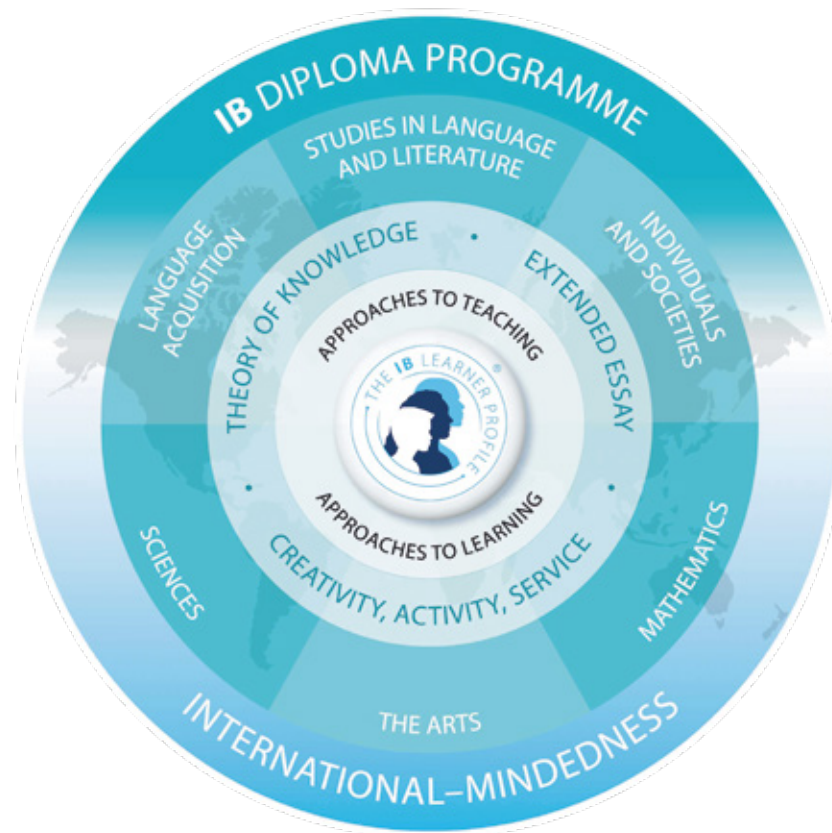 IB DIPLOMA PROGRAMME
STUDIES IN LANGUAGE
AND LITERATURE
LANGUAGE
ACQUISITION
INDIVIDUALS
AND SOCIETIES
THEORY OF KNOWLEDGE
•
EXTENDED ESSAY
•
CREATIVITY, ACTIVITY, SERVICE
•
APPROACHES TO TEACHING
THE IB LEARNER PROFILE
®
APPROACHES TO LEARNING
SCIENCES
MATHEMATICS
THE ARTS
INTERNATIONAL–MINDEDNESS